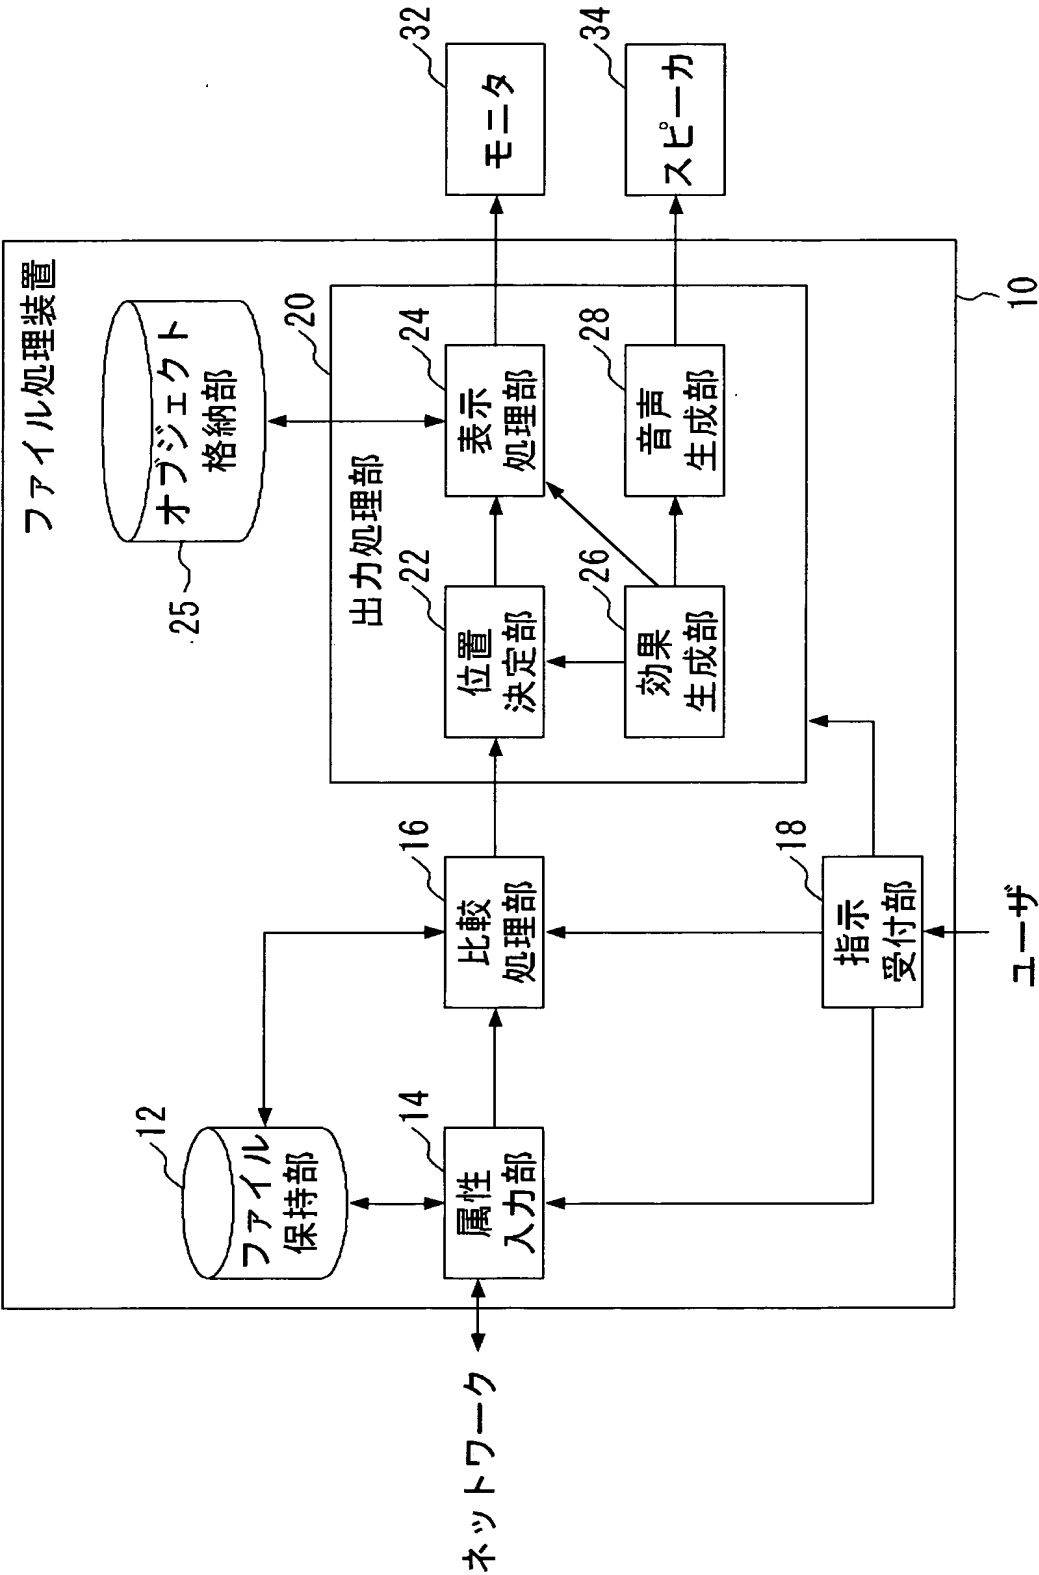 ファイル処理装置
オブジェクト
格納部
25
12
ファイル
保持部
出力処理部
20
14
属性
入力部
16
比較
処理部
22
位置
決定部
24
表示
処理部
32
モニタ
26
効果
生成部
28
音声
生成部
34
スピーカ
18
指示
受付部
ネットワーク
ユーザ
10